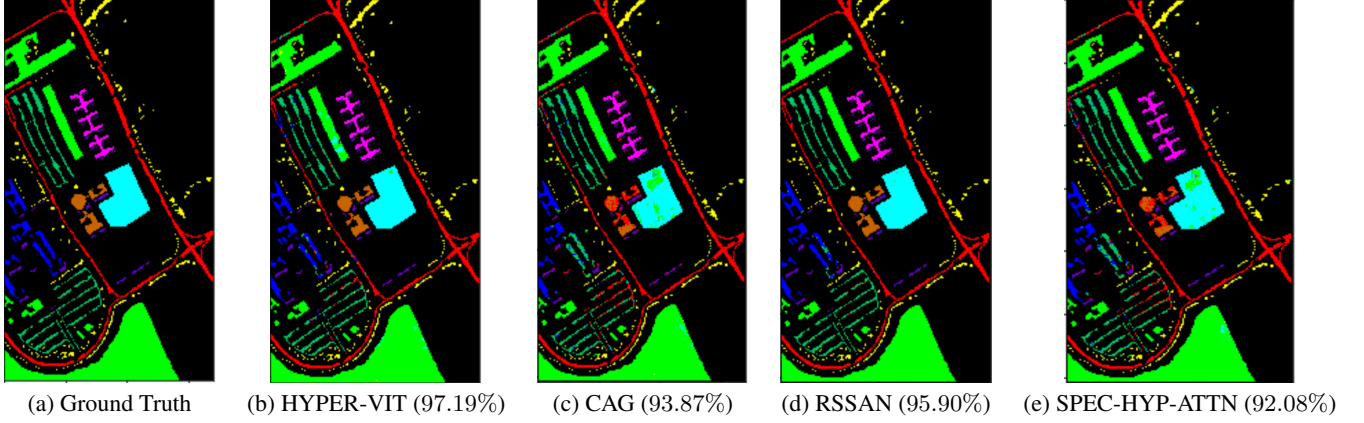 (a) Ground Truth
(b) HYPER-VIT (97.19%)
(c) CAG (93.87%)
(d) RSSAN (95.90%)
(e) SPEC-HYP-ATTN (92.08%)